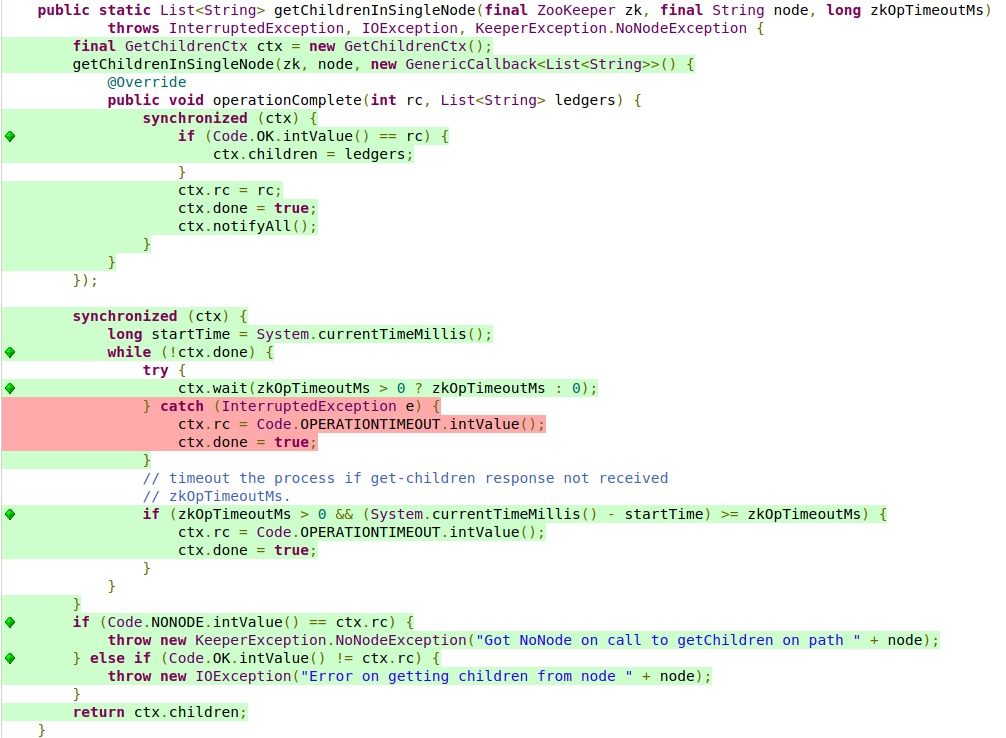 public static List<String> getChildrenInSingleNode(final ZooKeeper zk, final String node, long zkOpTimeoutMs)
        throws InterruptedException, IOException, KeeperException.NoNodeException {
    final GetChildrenCtx ctx = new GetChildrenCtx();
    getChildrenInSingleNode(zk, node, new GenericCallback<List<String>>() {
        @Override
        public void operationComplete(int rc, List<String> ledgers) {
            synchronized (ctx) {
                if (Code.OK.intValue() == rc) {
                    ctx.children = ledgers;
                }
                ctx.rc = rc;
                ctx.done = true;
                ctx.notifyAll();
            }
        }
    });

    synchronized (ctx) {
        long startTime = System.currentTimeMillis();
        while (!ctx.done) {
            try {
                ctx.wait(zkOpTimeoutMs > 0 ? zkOpTimeoutMs : 0);
            } catch (InterruptedException e) {
                ctx.rc = Code.OPERATIONTIMEOUT.intValue();
                ctx.done = true;
            }
            // timeout the process if get-children response not received
            // zkOpTimeoutMs.
            if (zkOpTimeoutMs > 0 && (System.currentTimeMillis() - startTime) >= zkOpTimeoutMs) {
                ctx.rc = Code.OPERATIONTIMEOUT.intValue();
                ctx.done = true;
            }
        }
    }
    if (Code.NONODE.intValue() == ctx.rc) {
        throw new KeeperException.NoNodeException("Got NoNode on call to getChildren on path " + node);
    } else if (Code.OK.intValue() != ctx.rc) {
        throw new IOException("Error on getting children from node " + node);
    }
    return ctx.children;
}